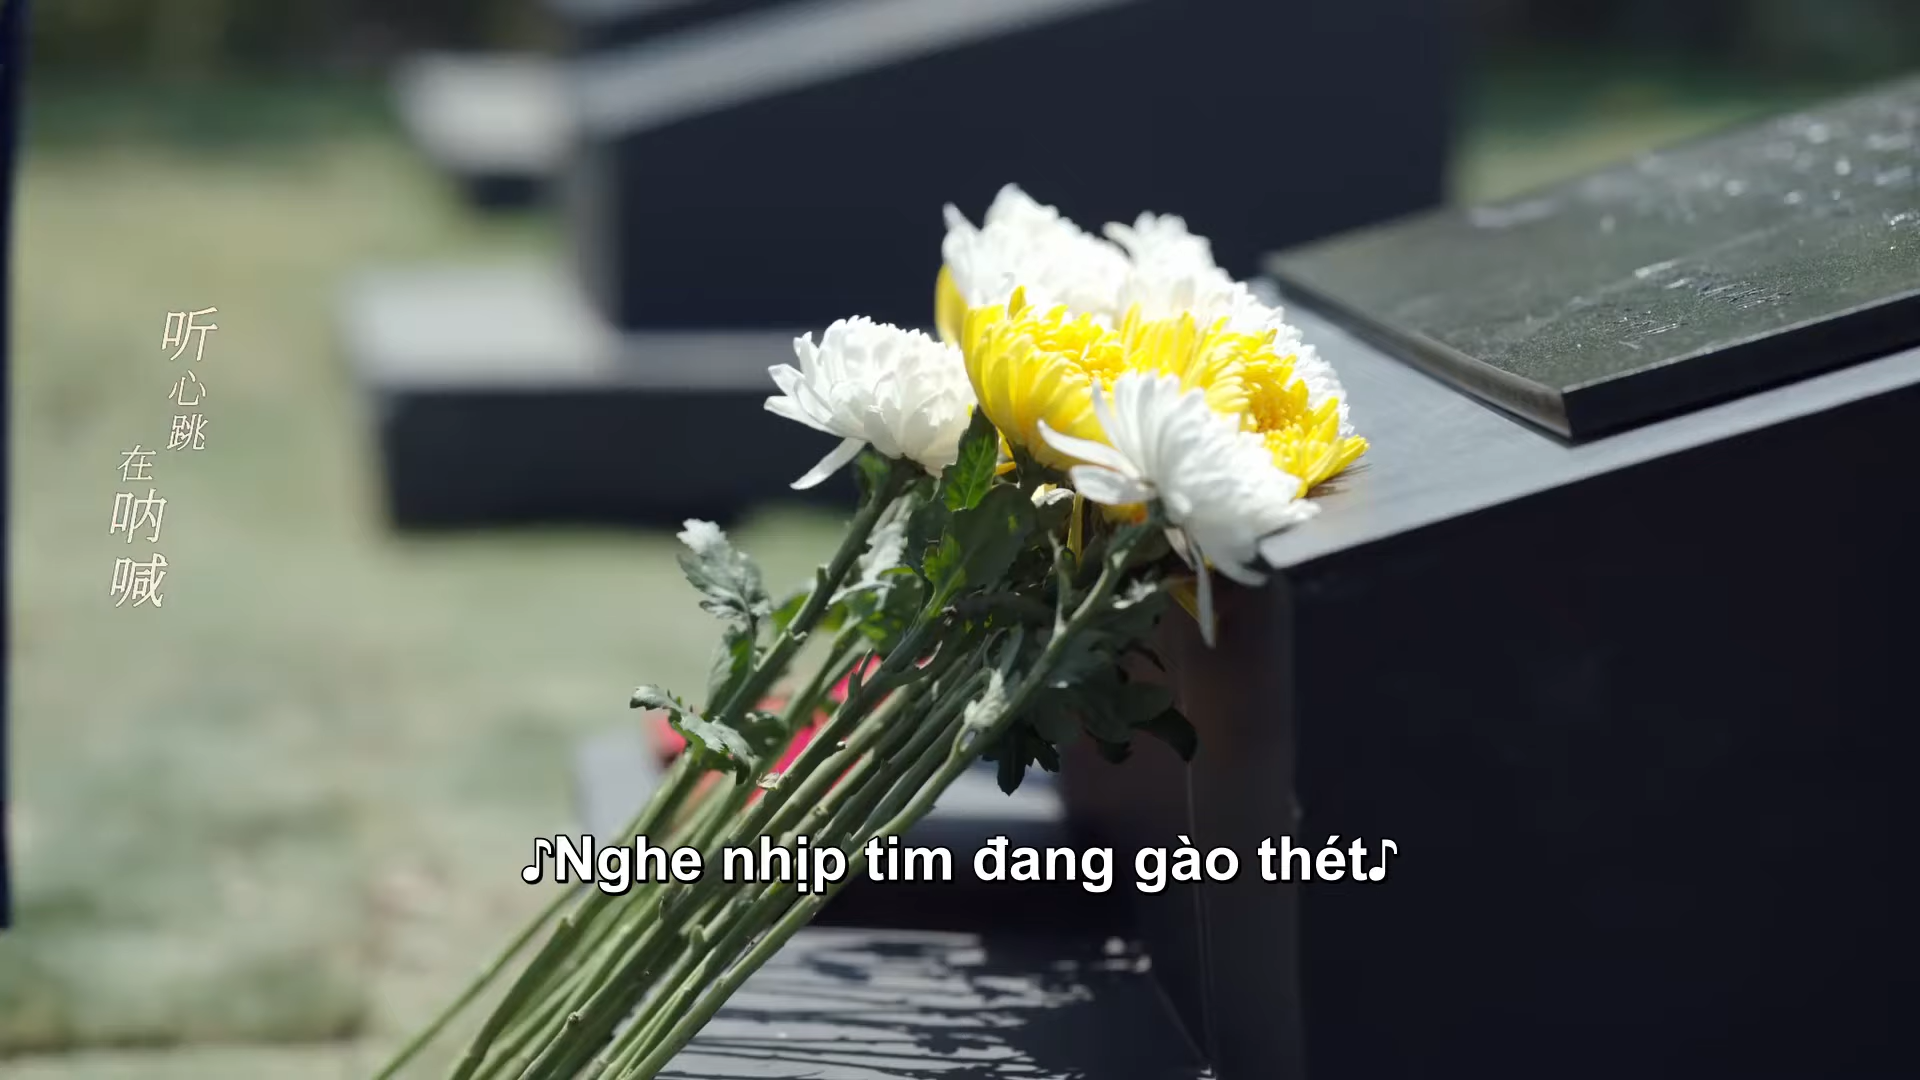 听
心
跳
在
呐
喊
♪Nghe nhịp tim đang gào thét♪